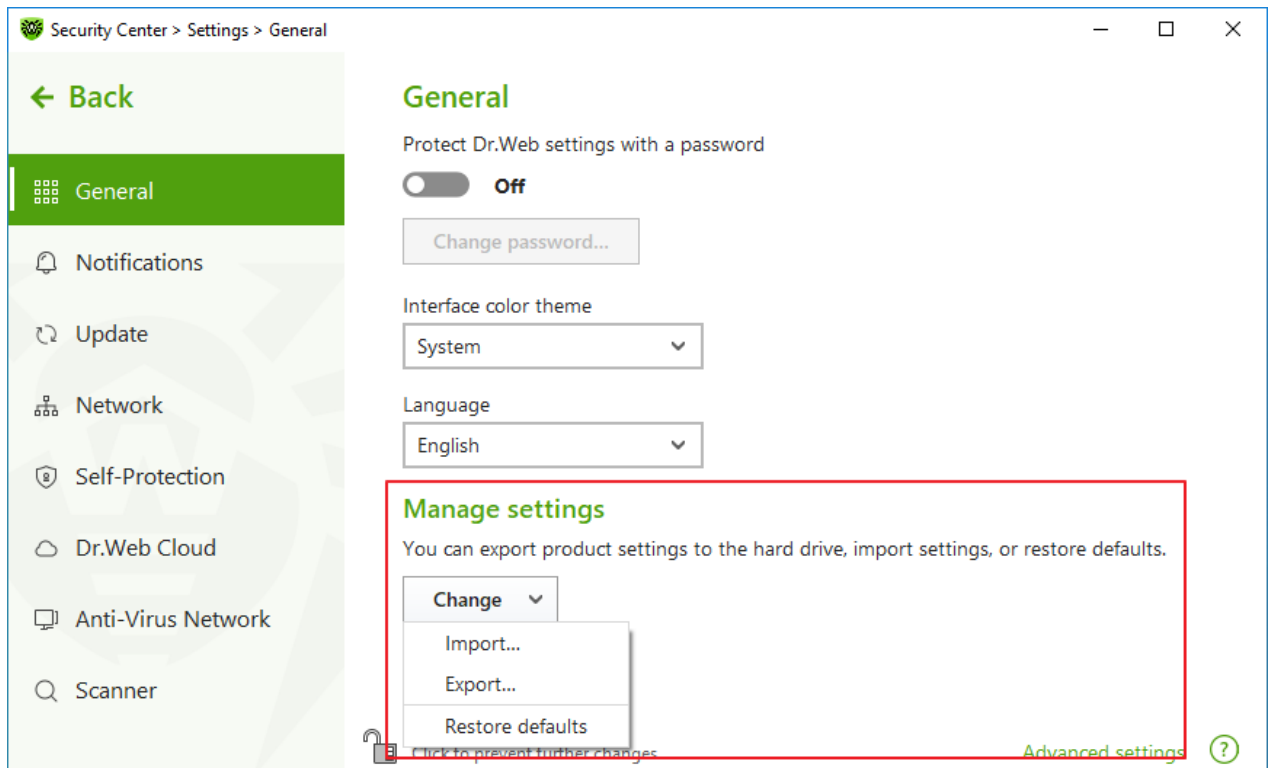 Security Center > Settings > General
Back
General
Notifications
Update
Network
Self-Protection
Dr.Web Cloud
Anti-Virus Network
Scanner
General
Protect Dr.Web settings with a password
Off
Change password...
Interface color theme
System
Language
English
Manage settings
You can export product settings to the hard drive, import settings, or restore defaults.
Change
Import...
Export...
Restore defaults
Click to prevent further changes
Advanced settings
?